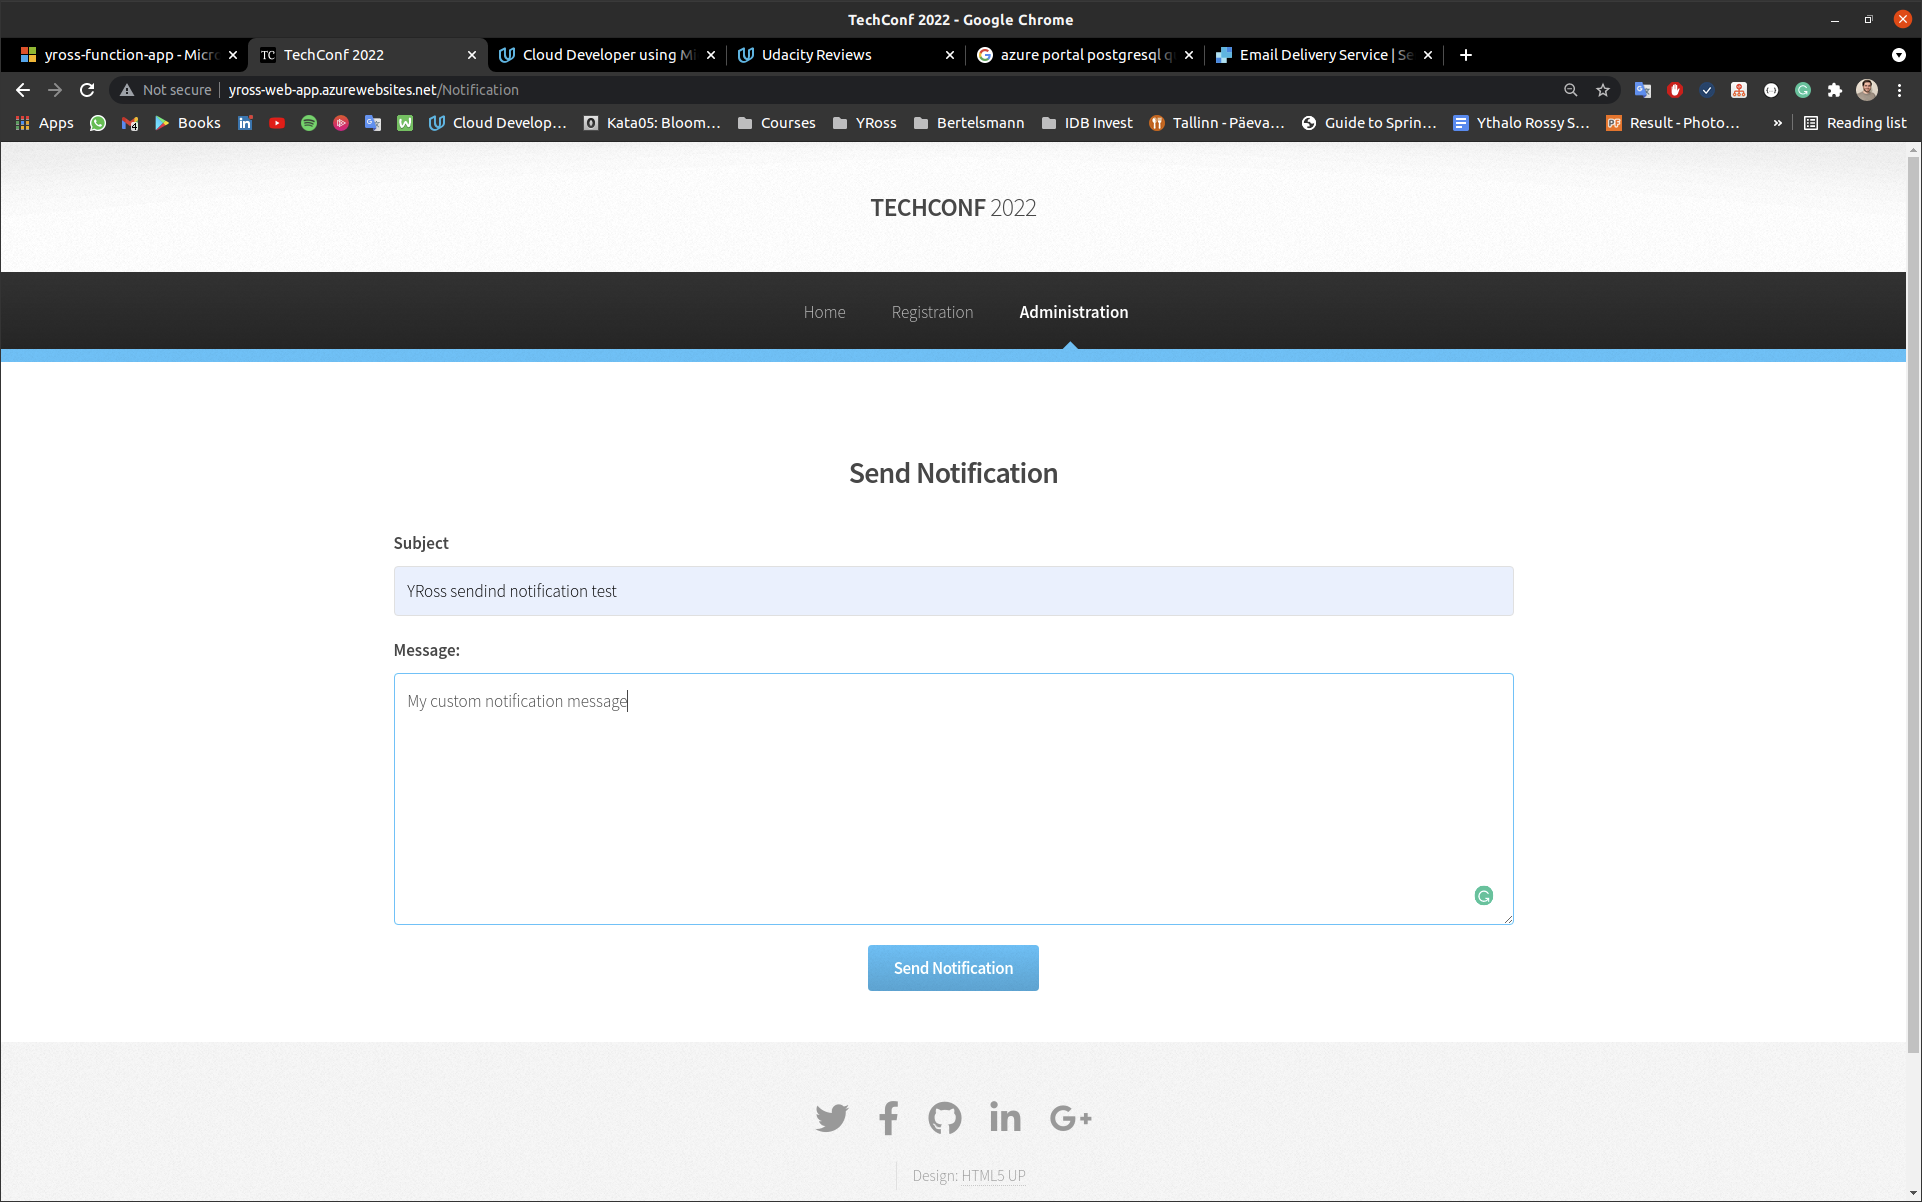 TechConf 2022 - Google Chrome
yross-function-app - Micro
TechConf 2022
Cloud Developer using Mi
Udacity Reviews
azure portal postgresql q
Email Delivery Service | Se
Not secure
yross-web-app.azurewebsites.net/Notification
Apps
Books
Cloud Develop...
Kata05: Bloom...
Courses
YRoss
Bertelsmann
IDB Invest
Tallinn - Päeva...
Guide to Sprin...
Ythalo Rossy S...
Result - Photo...
»
Reading list
TECHCONF 2022
Home
Registration
Administration
Send Notification
Subject
YRoss sendind notification test
Message:
My custom notification message
Send Notification
Design: HTML5 UP